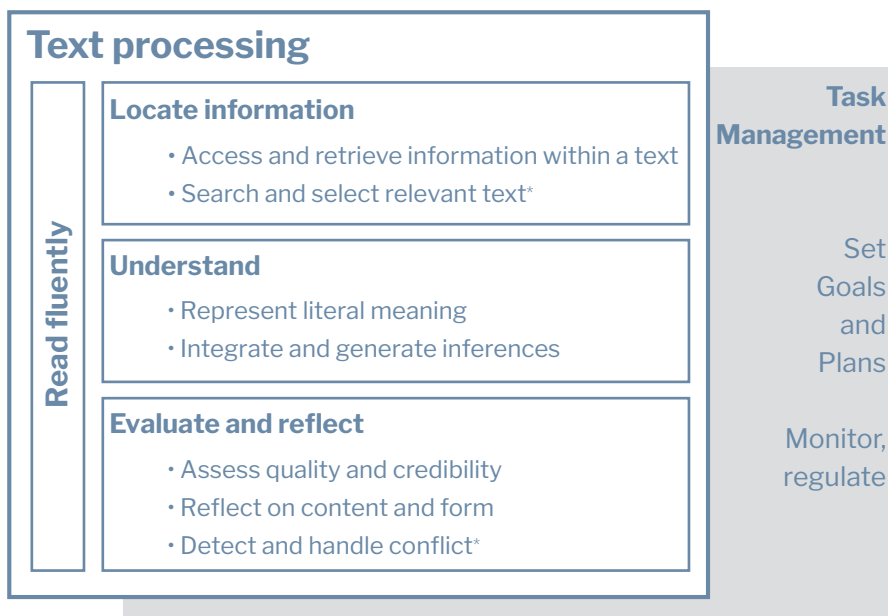 Text processing
Read fluently
Locate information
• Access and retrieve information within a text
• Search and select relevant text*
Understand
• Represent literal meaning
• Integrate and generate inferences
Evaluate and reflect
• Assess quality and credibility
• Reflect on content and form
• Detect and handle conflict*
Task
Management
Set
Goals
and
Plans
Monitor,
regulate